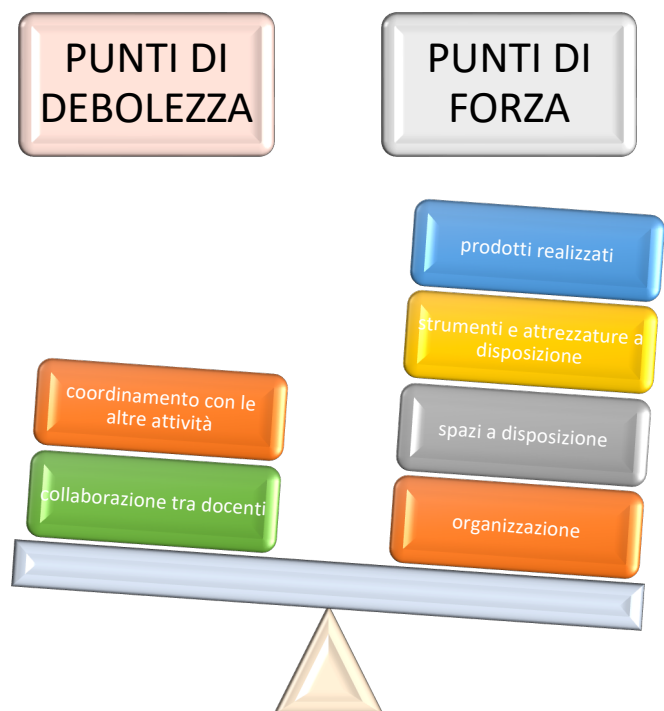 PUNTI DI
DEBOLEZZA
PUNTI DI
FORZA
prodotti realizzati
strumenti e attrezzature a
disposizione
spazi a disposizione
organizzazione
coordinamento con le
altre attività
collaborazione tra docenti